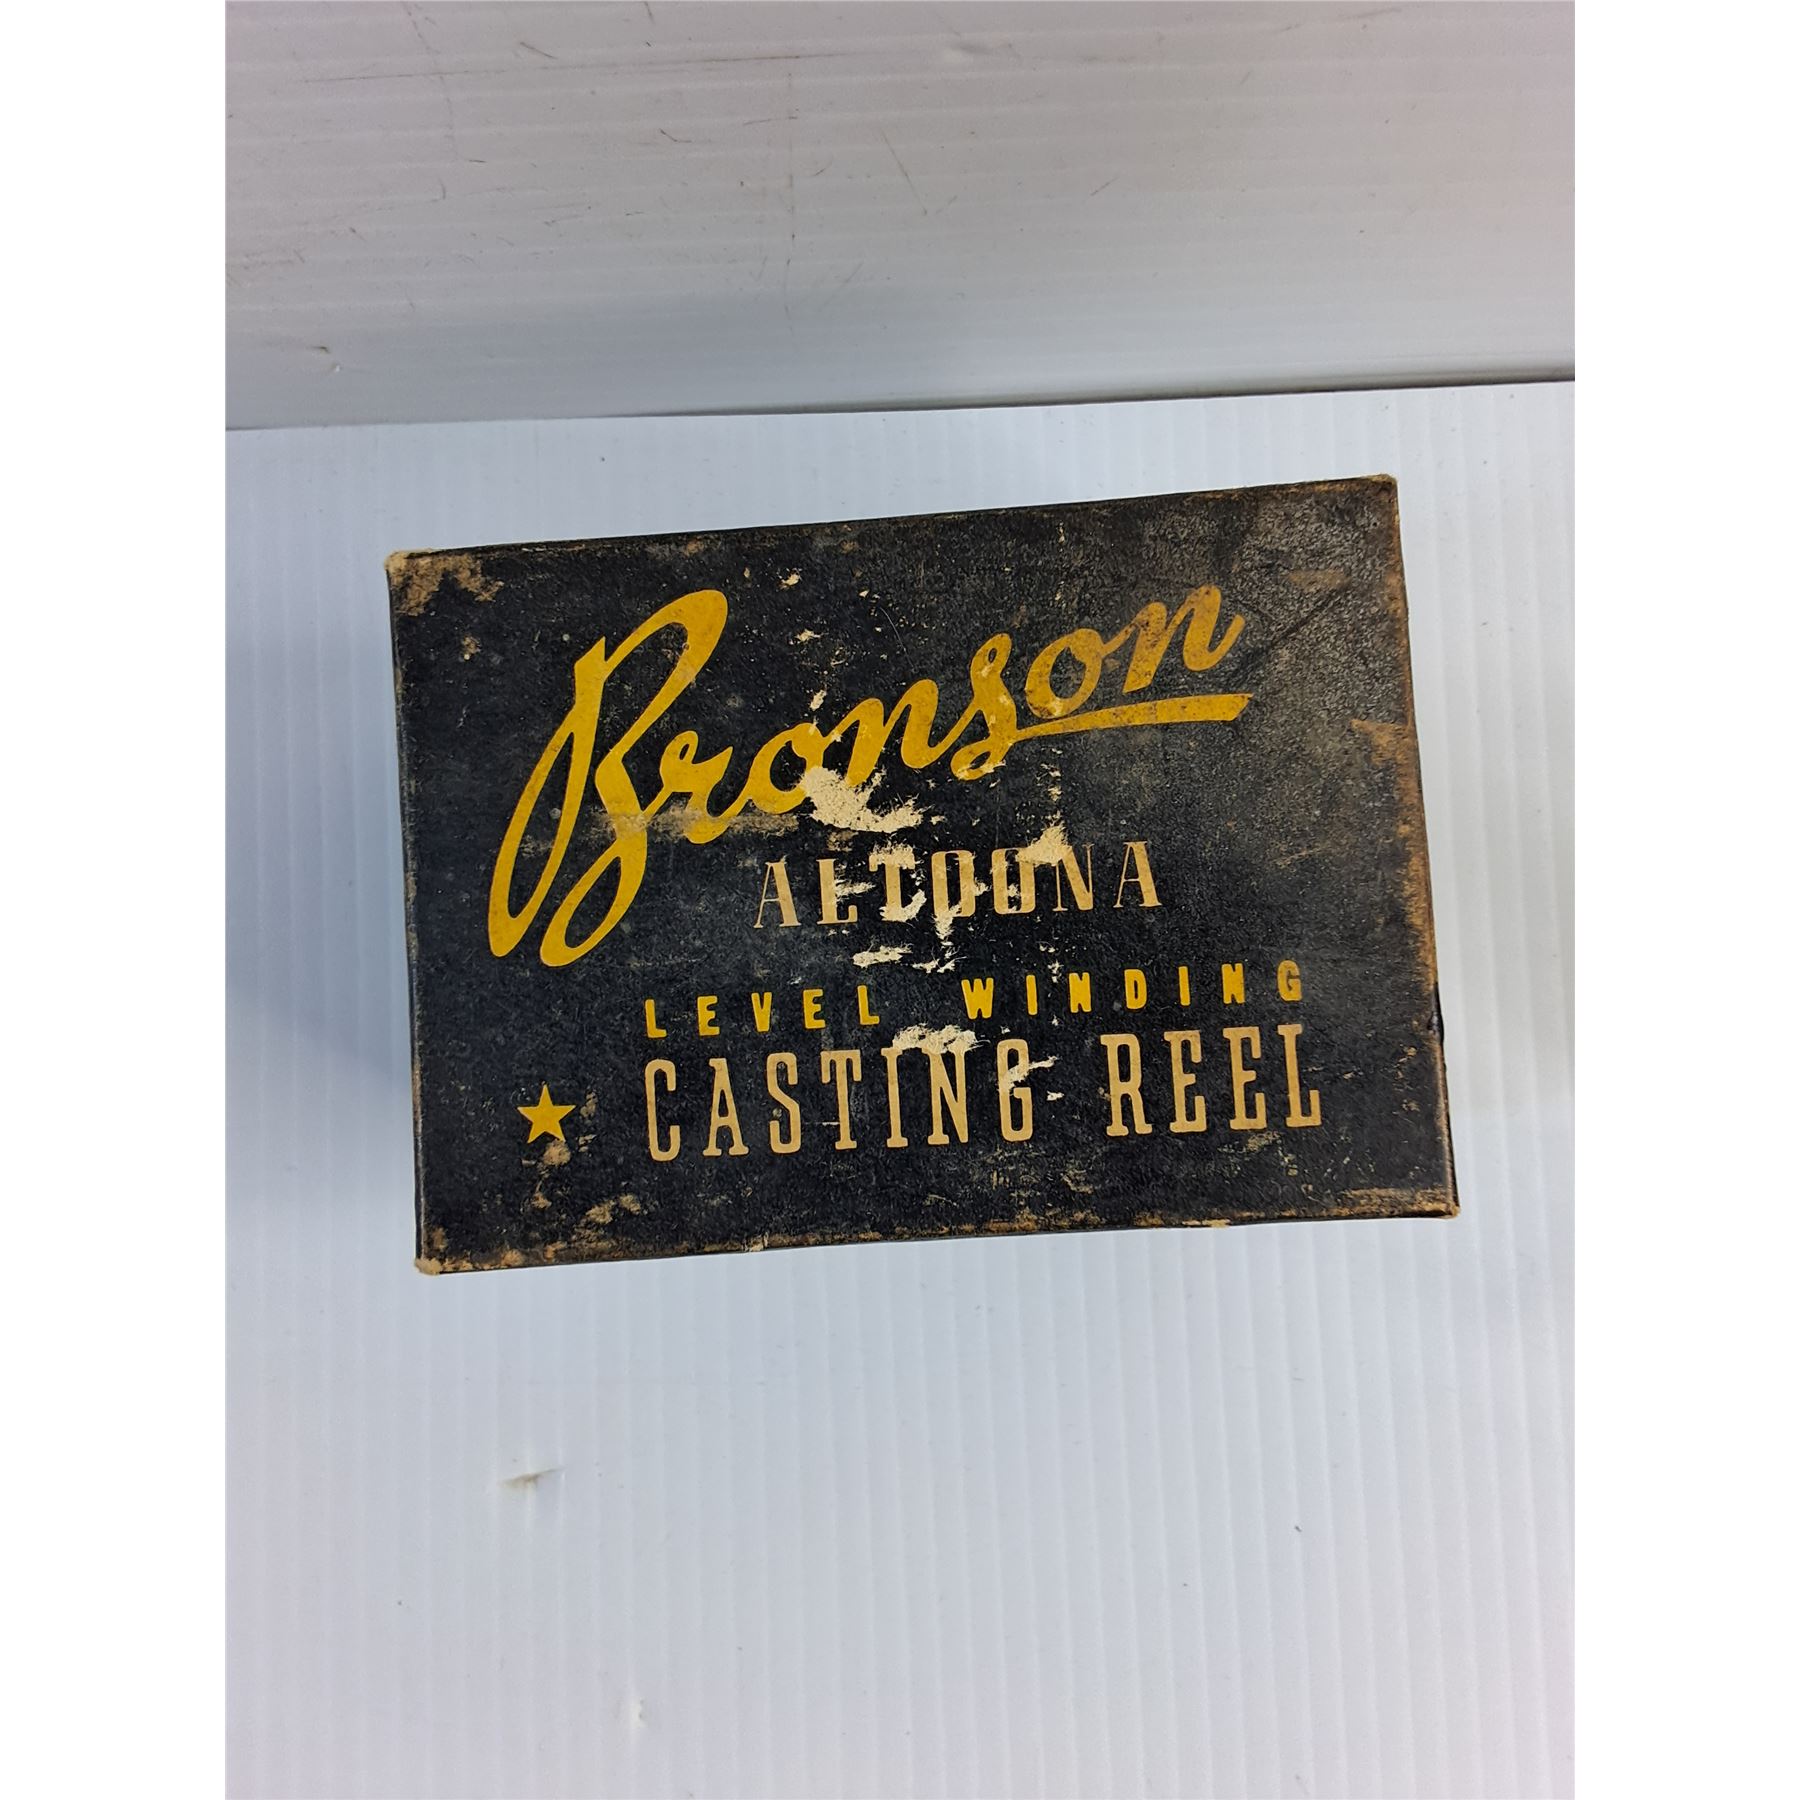 Bronson
ALTOONA
LEVEL WINDING
CASTING REEL